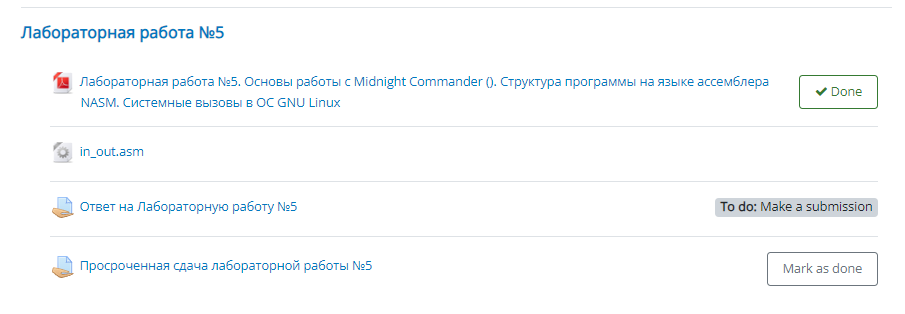 Лабораторная работа №5
Лабораторная работа №5. Основы работы с Midnight Commander (). Структура программы на языке ассемблера
NASM. Системные вызовы в ОС GNU Linux
Done
in_out.asm
Ответ на Лабораторную работу №5
To do: Make a submission
Просроченная сдача лабораторной работы №5
Mark as done